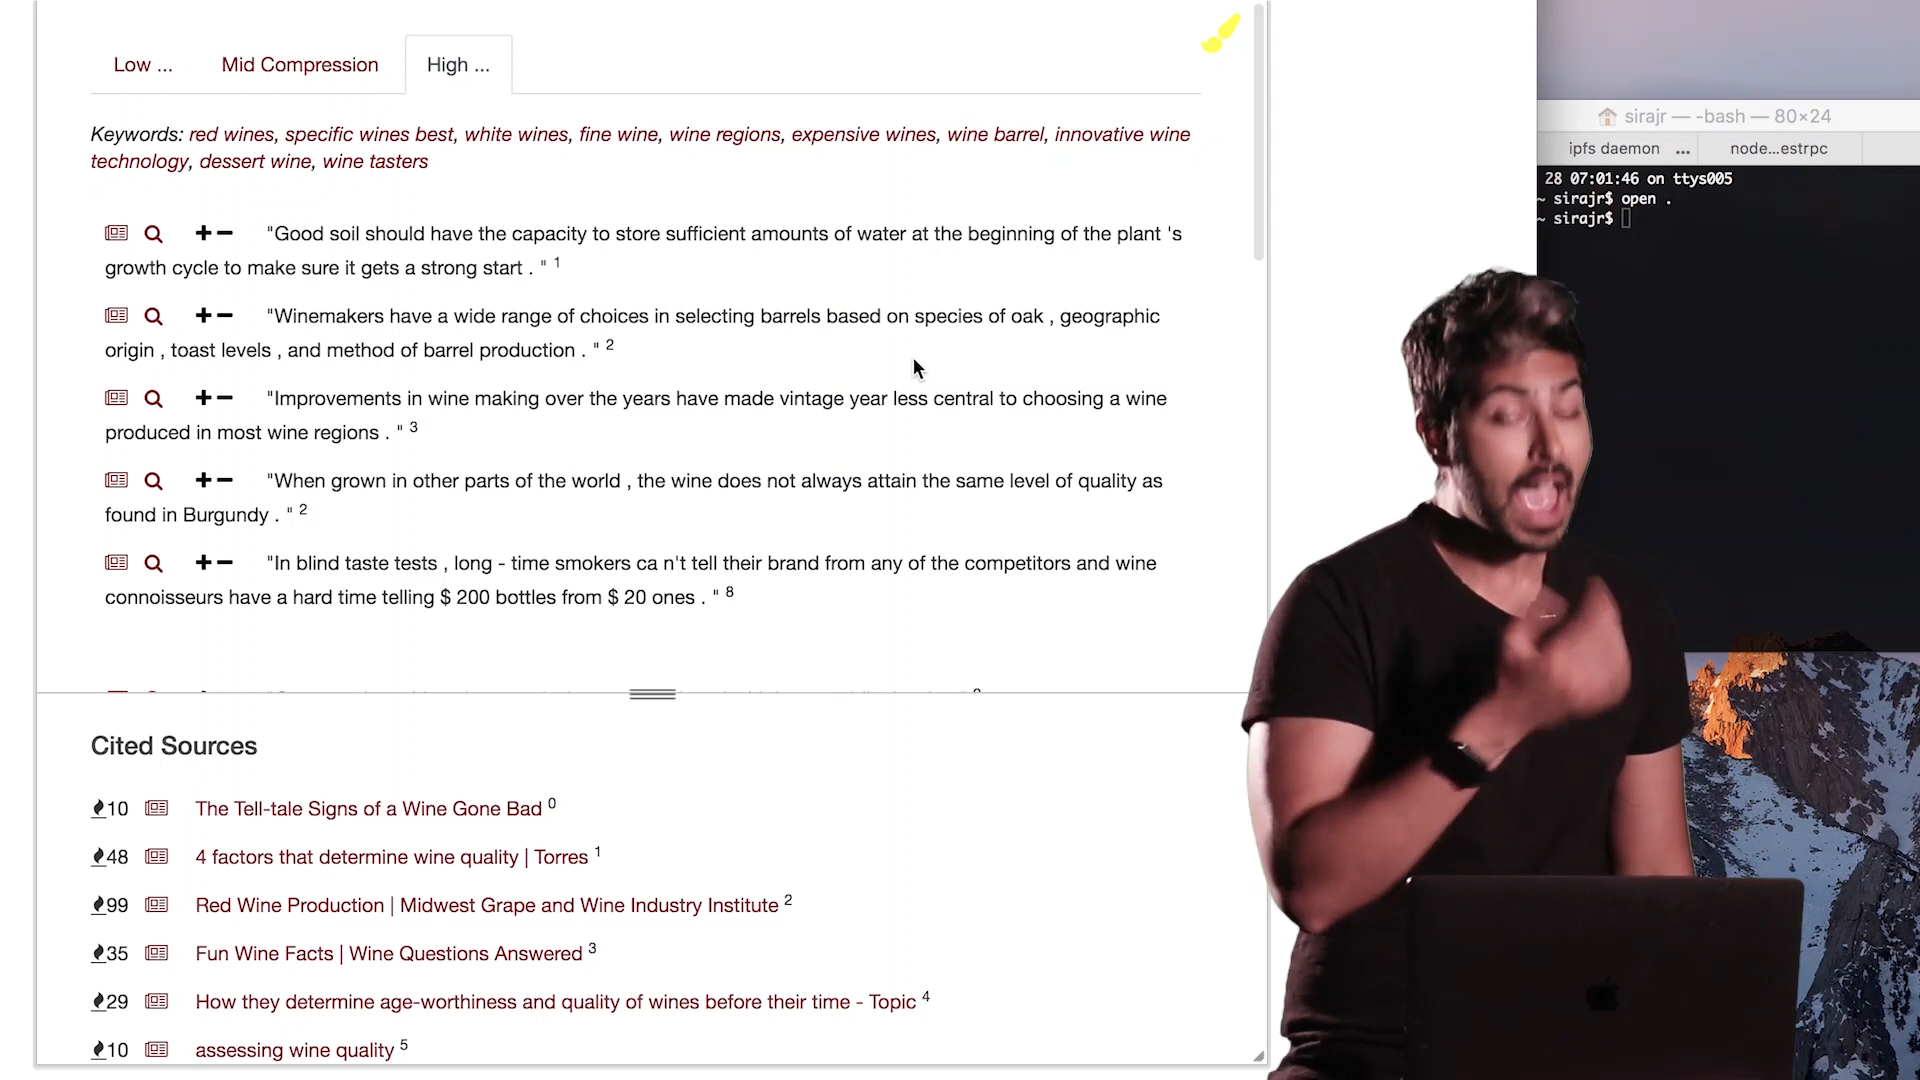 Low ... Mid Compression High ...
Keywords: red wines, specific wines best, white wines, fine wine, wine regions, expensive wines, wine barrel, innovative wine
technology, dessert wine, wine tasters
"Good soil should have the capacity to store sufficient amounts of water at the beginning of the plant 's
growth cycle to make sure it gets a strong start . " 1
"Winemakers have a wide range of choices in selecting barrels based on species of oak , geographic
origin , toast levels , and method of barrel production . " 2
"Improvements in wine making over the years have made vintage year less central to choosing a wine
produced in most wine regions . " 3
"When grown in other parts of the world , the wine does not always attain the same level of quality as
found in Burgundy . " 2
"In blind taste tests , long - time smokers ca n't tell their brand from any of the competitors and wine
connoisseurs have a hard time telling $ 200 bottles from $ 20 ones . " 8
Cited Sources
10 The Tell-tale Signs of a Wine Gone Bad 0
48 4 factors that determine wine quality | Torres 1
99 Red Wine Production | Midwest Grape and Wine Industry Institute 2
35 Fun Wine Facts | Wine Questions Answered 3
29 How they determine age-worthiness and quality of wines before their time - Topic 4
10 assessing wine quality 5
sirajr — -bash — 80×24
ipfs daemon ... node...estrpc
28 07:01:46 on ttys005
~ sirajr$ open .
~ sirajr$